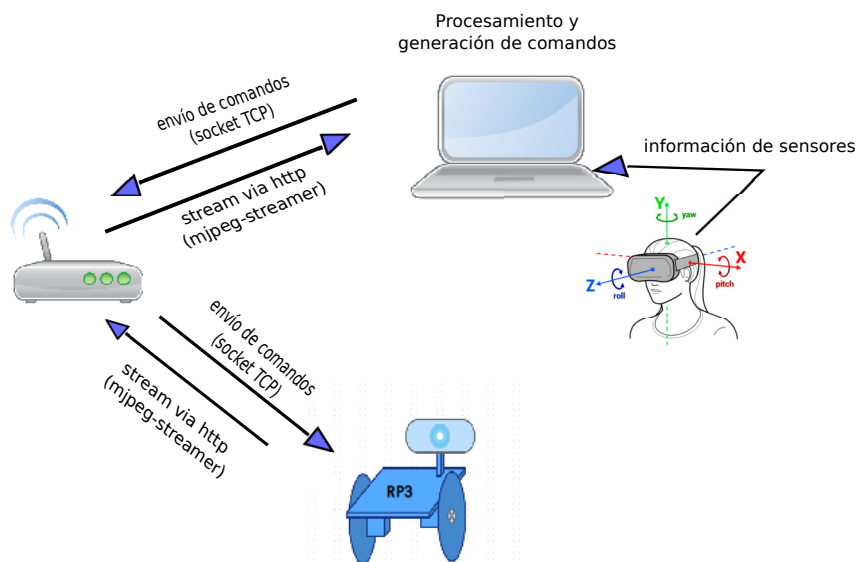 Procesamiento y
generación de comandos
envío de comandos
(socket TCP)
stream via http
(mjpeg-streamer)
información de sensores
Y
yaw
X
pitch
Z
roll
envío de comandos
(socket TCP)
stream via http
(mjpeg-streamer)
RP3